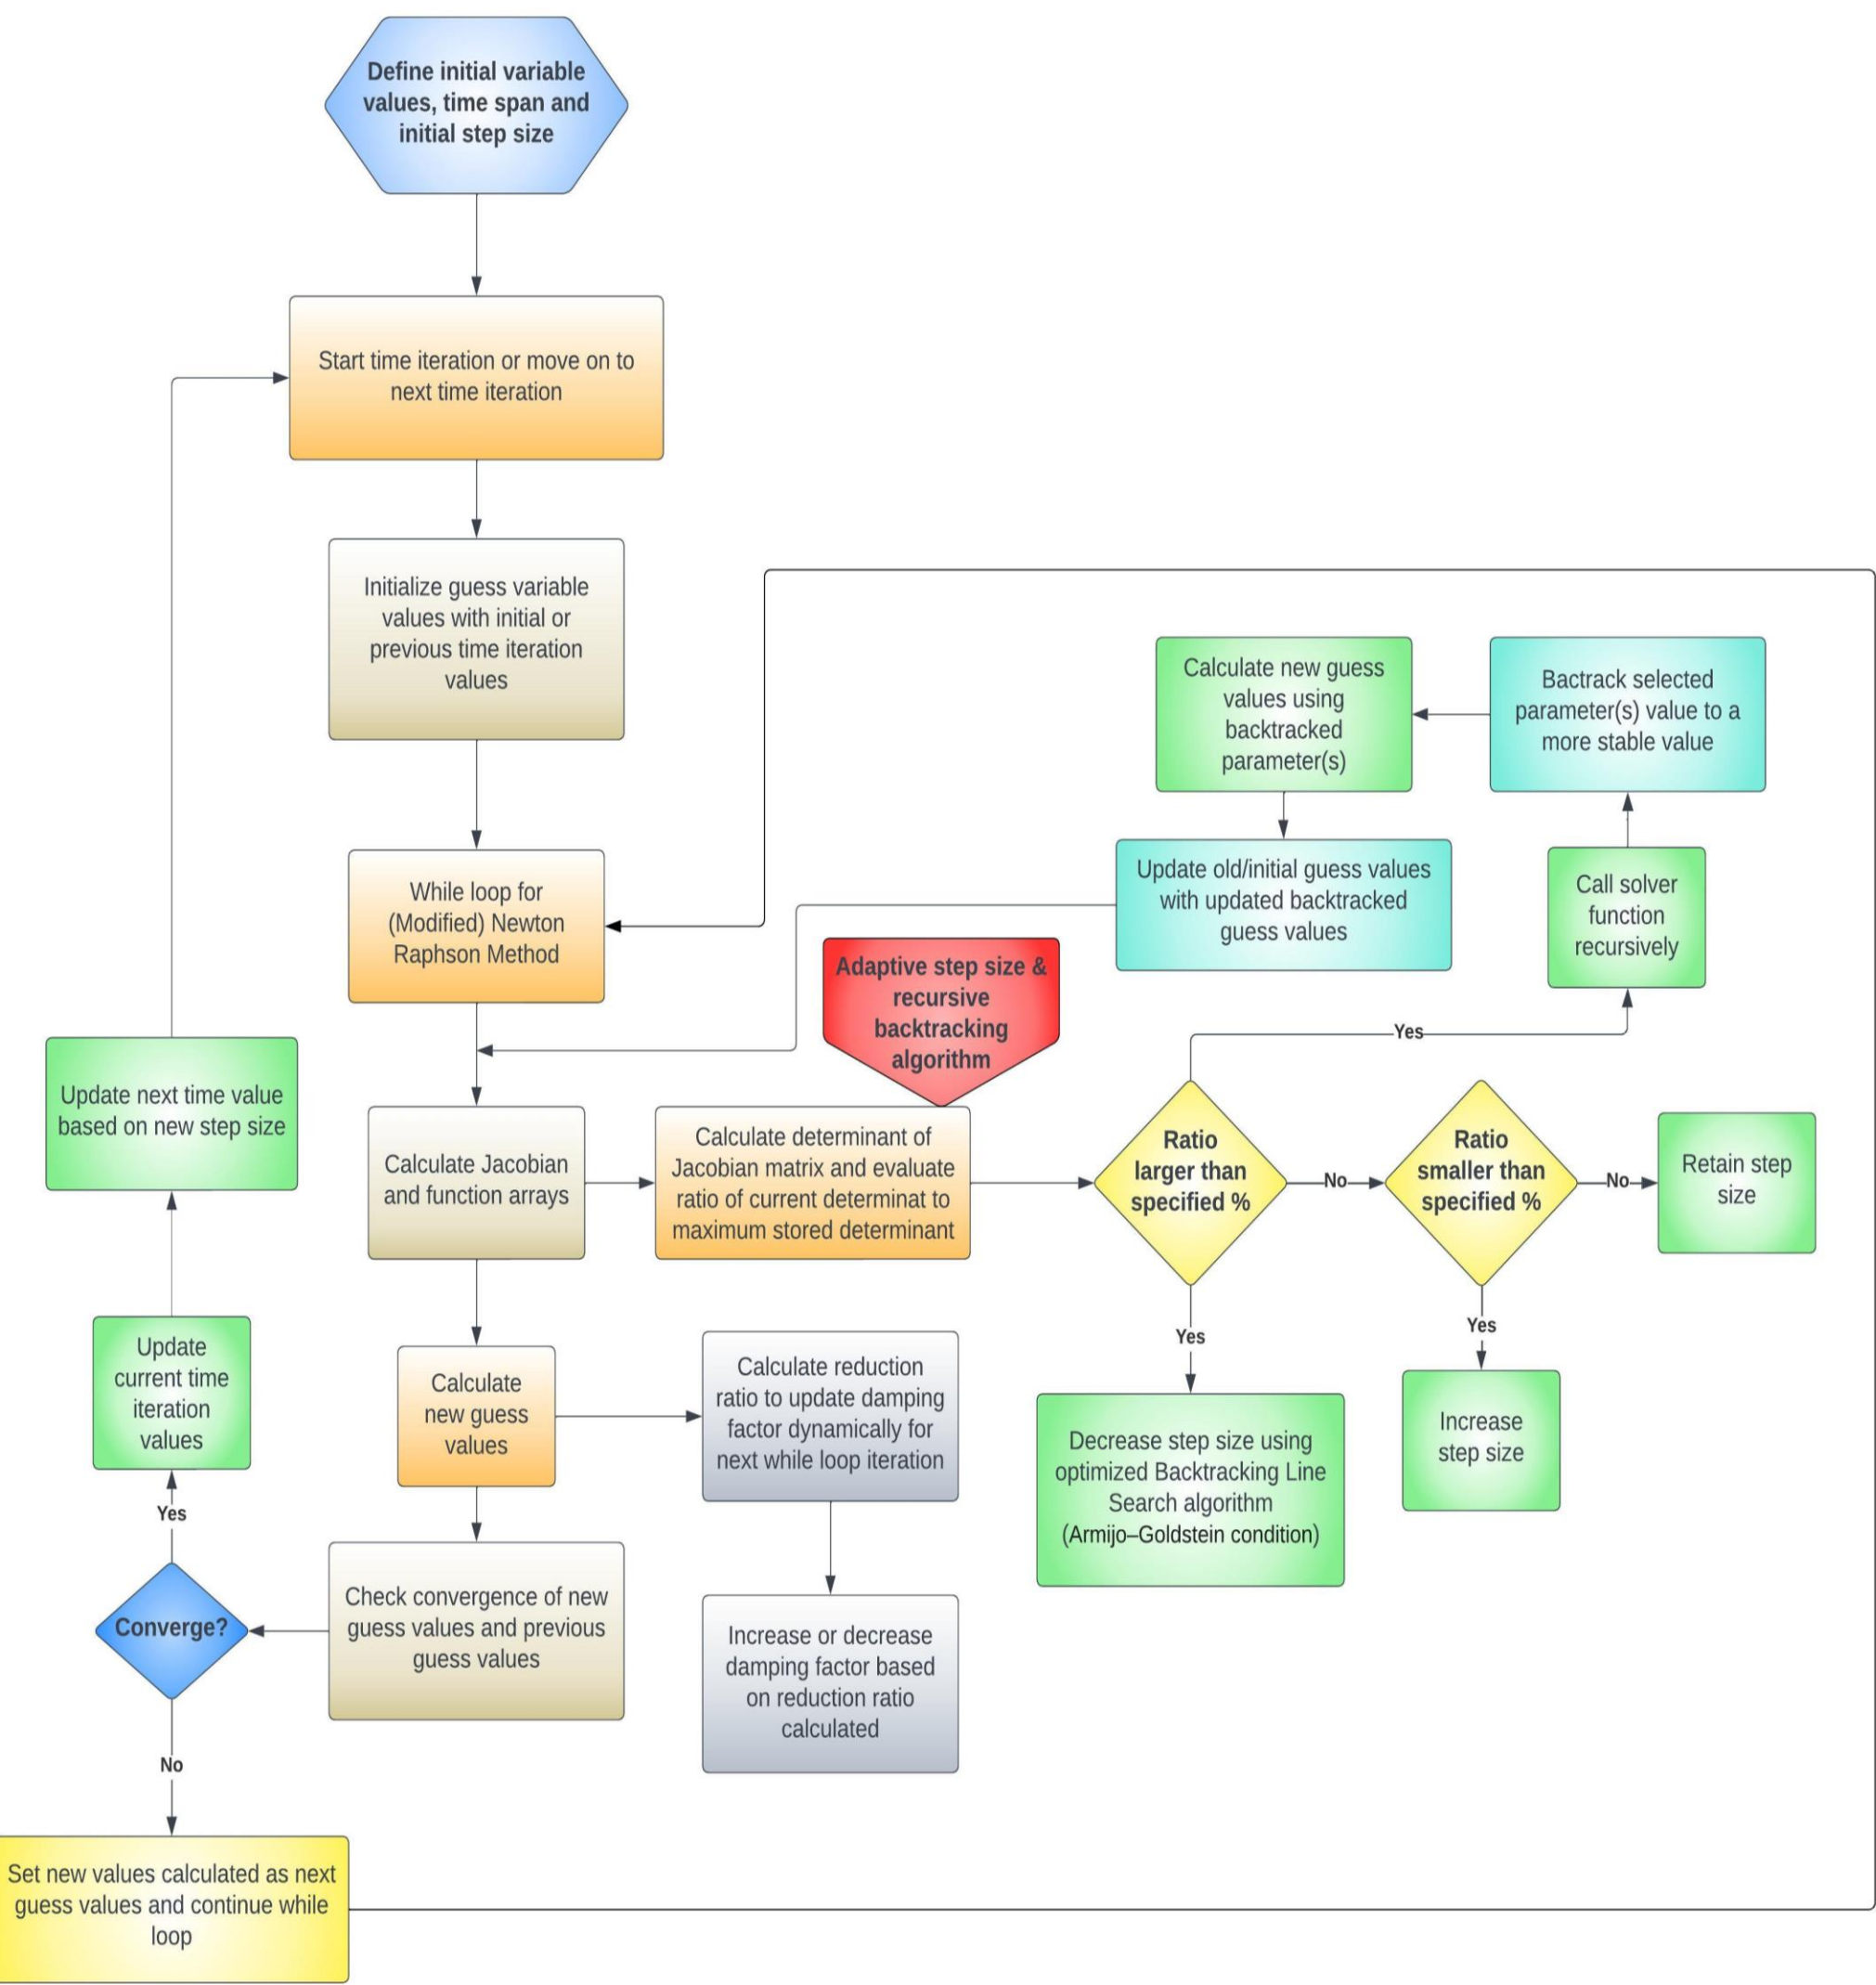 Define initial variable
values, time span and
initial step size
Start time iteration or move on to
next time iteration
Initialize guess variable
values with initial or
previous time iteration
values
Calculate new guess
values using
backtracked
parameter(s)
Bactrack selected
parameter(s) value to a
more stable value
While loop for
(Modified) Newton
Raphson Method
Update old/initial guess values
with updated backtracked
guess values
Call solver
function
recursively
Adaptive step size &
recursive
backtracking
algorithm
Yes
Update next time value
based on new step size
Calculate Jacobian
and function arrays
Calculate determinant of
Jacobian matrix and evaluate
ratio of current determinat to
maximum stored determinant
Ratio
larger than
specified %
No
Ratio
smaller than
specified %
No
Retain step
size
Yes
Yes
Update
current time
iteration
values
Calculate
new guess
values
Calculate reduction
ratio to update damping
factor dynamically for
next while loop iteration
Decrease step size using
optimized Backtracking Line
Search algorithm
(Armijo–Goldstein condition)
Increase
step size
Yes
Converge?
Check convergence of new
guess values and previous
guess values
Increase or decrease
damping factor based
on reduction ratio
calculated
No
Set new values calculated as next
guess values and continue while
loop